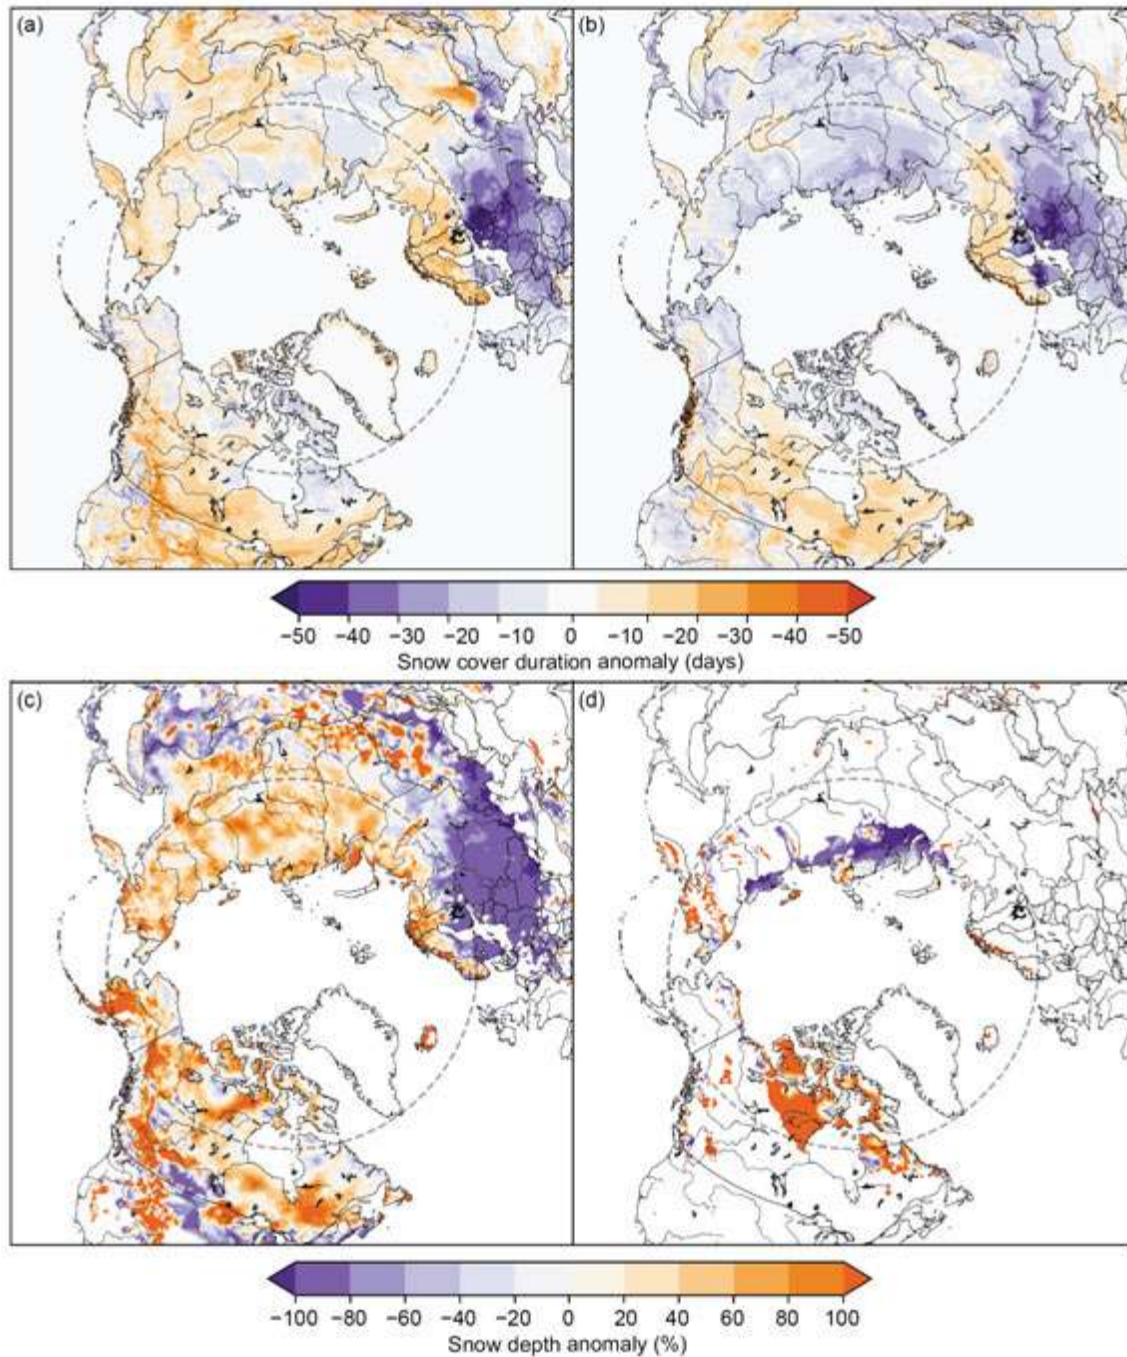 (a)
(b)
−50 −40 −30 −20 −10 0 −10 −20 −30 −40 −50
Snow cover duration anomaly (days)
(c)
(d)
−100 −80 −60 −40 −20 0 20 40 60 80 100
Snow depth anomaly (%)